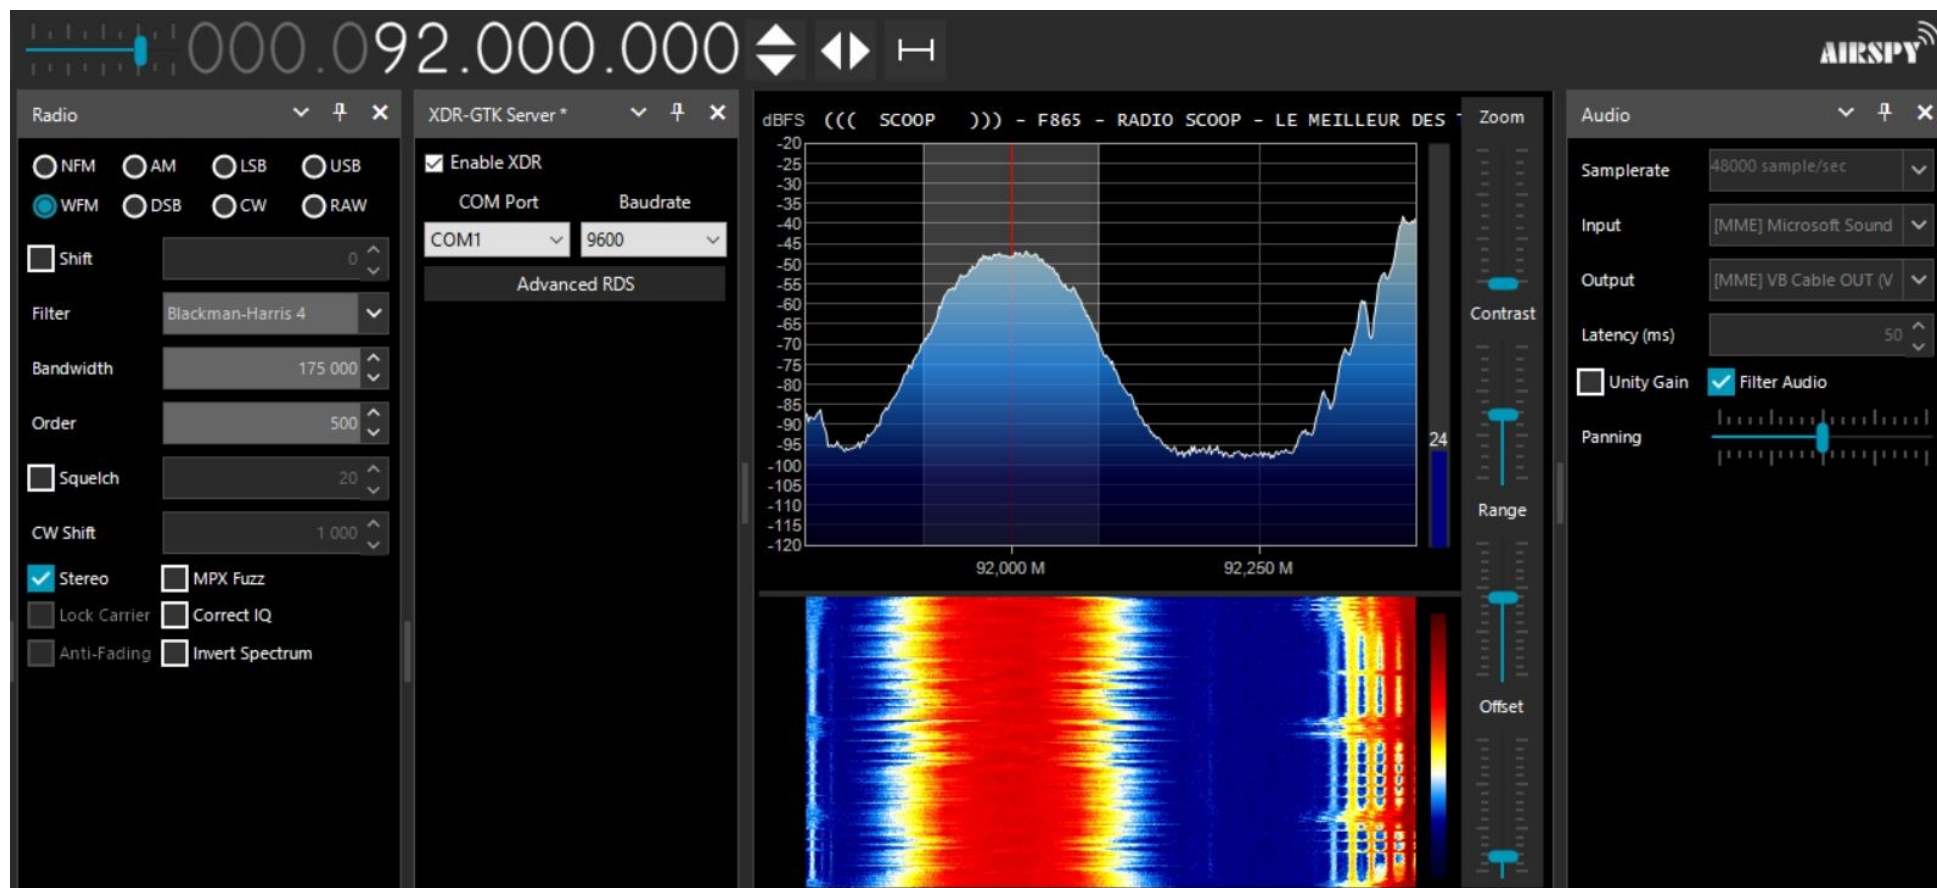 000.092.000.000
AIRSPY
Radio
NFM AM LSB USB
WFM DSB CW RAW
Shift 0
Filter Blackman-Harris 4
Bandwidth 175 000
Order 500
Squelch 20
CW Shift 1 000
Stereo MPX Fuzz
Lock Carrier Correct IQ
Anti-Fading Invert Spectrum
XDR-GTK Server *
Enable XDR
COM Port Baudrate
COM1 9600
Advanced RDS
dBFS ((( SCOOP ))) - F865 - RADIO SCOOP - LE MEILLEUR DES
-20
-25
-30
-35
-40
-45
-50
-55
-60
-65
-70
-75
-80
-85
-90
-95
-100
-105
-110
-115
-120
24
92,000 M 92,250 M
Zoom
Contrast
Range
Offset
Audio
Samplerate 48000 sample/sec
Input [MME] Microsoft Sound
Output [MME] VB Cable OUT (V
Latency (ms) 50
Unity Gain Filter Audio
Panning